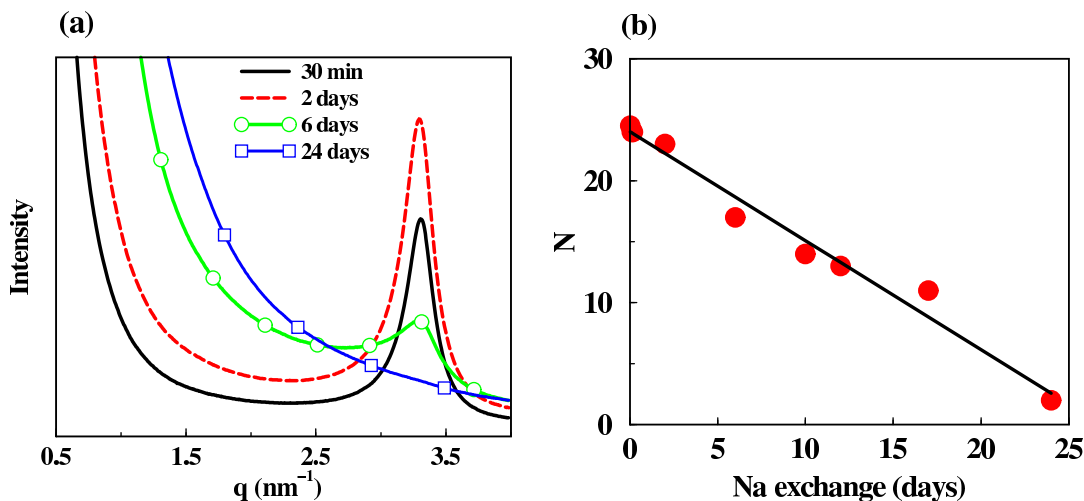 (a)
Intensity
30 min
2 days
6 days
24 days
0.5 1.5 2.5 3.5
q (nm⁻¹)
(b)
N
30
20
10
0
0 5 10 15 20 25
Na exchange (days)